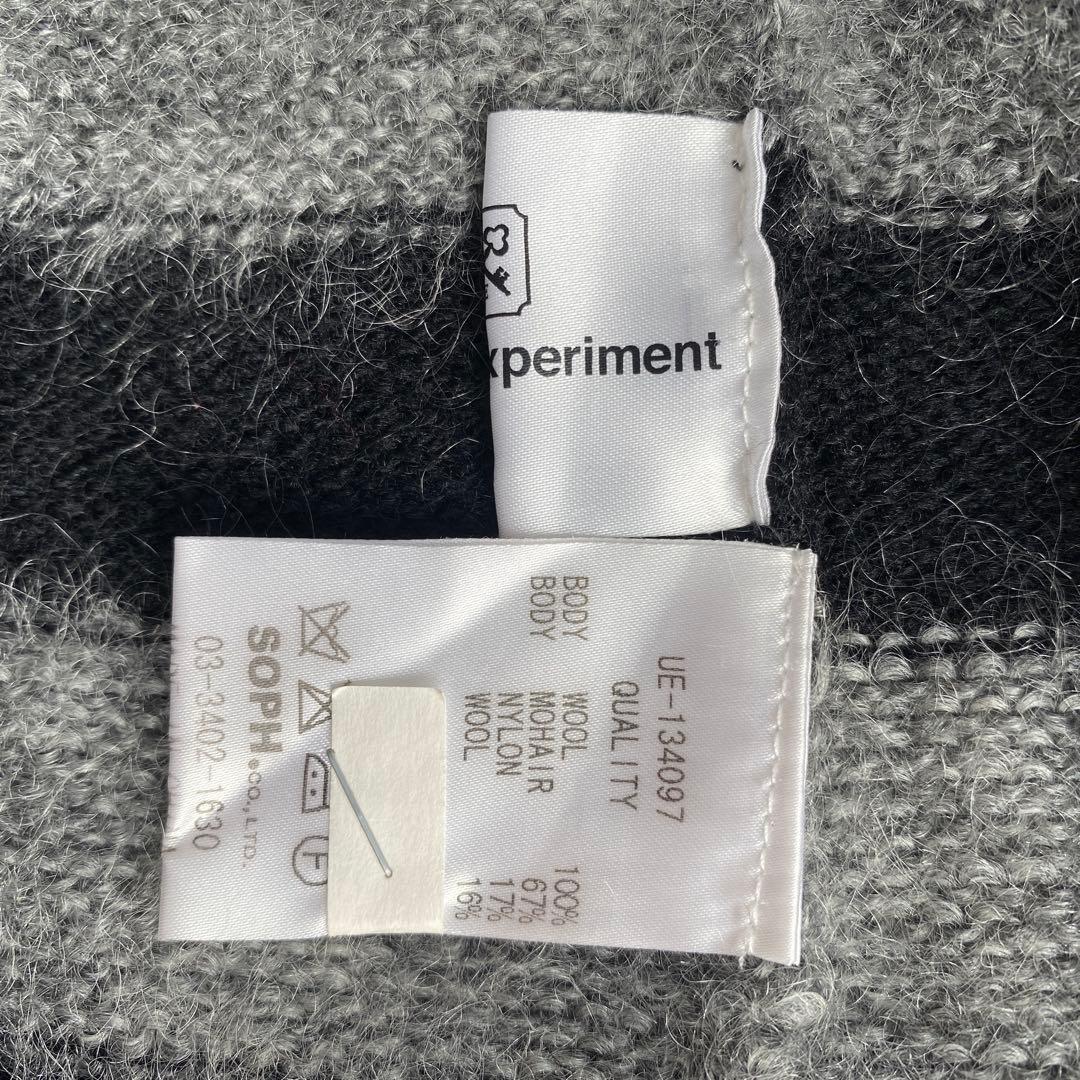 xperiment
UE-134097
QUALITY
BODY WOOL 100%
BODY MOHAIR 67%
NYLON 17%
WOOL 16%
F
SOPH.CO.,LTD.
03-3402-1630